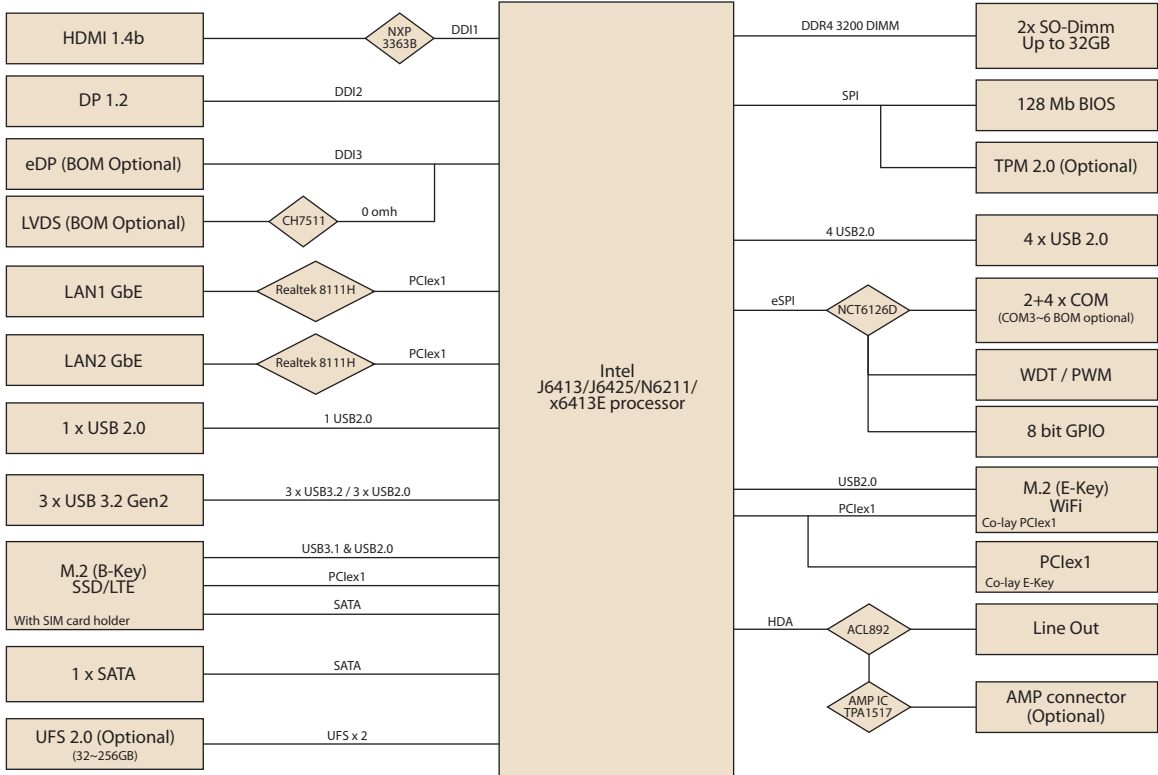 HDMI 1.4b
NXP
3363B
DDI1
DP 1.2
DDI2
eDP (BOM Optional)
DDI3
LVDS (BOM Optional)
CH7511
0 omh
LAN1 GbE
Realtek 8111H
PCIex1
LAN2 GbE
Realtek 8111H
PCIex1
1 x USB 2.0
1 USB2.0
3 x USB 3.2 Gen2
3 x USB3.2 / 3 x USB2.0
M.2 (B-Key)
SSD/LTE
With SIM card holder
USB3.1 & USB2.0
PCIex1
SATA
1 x SATA
SATA
UFS 2.0 (Optional)
(32~256GB)
UFS x 2
Intel
J6413/J6425/N6211/
x6413E processor
DDR4 3200 DIMM
2x SO-Dimm
Up to 32GB
SPI
128 Mb BIOS
TPM 2.0 (Optional)
4 USB2.0
4 x USB 2.0
eSPI
NCT6126D
2+4 x COM
(COM3~6 BOM optional)
WDT / PWM
8 bit GPIO
USB2.0
PCIex1
M.2 (E-Key)
WiFi
Co-lay PCIex1
PCIex1
Co-lay E-Key
HDA
ACL892
Line Out
AMP IC
TPA1517
AMP connector
(Optional)